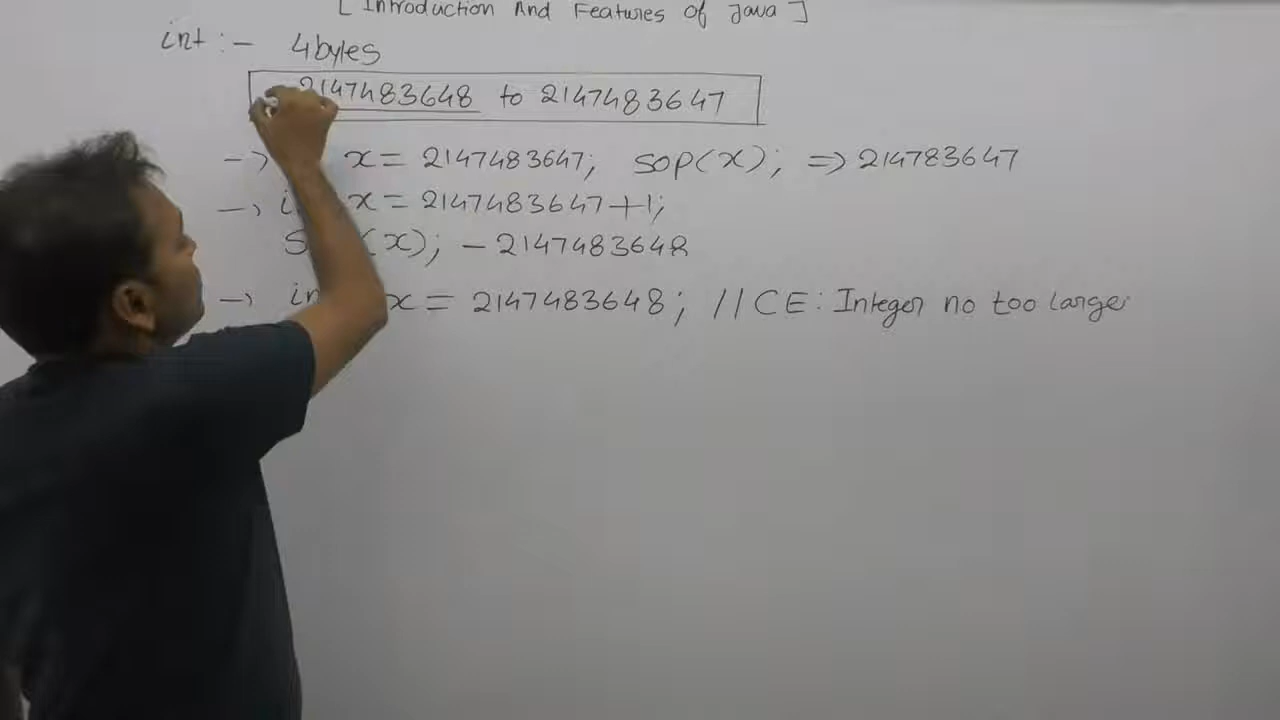 [ Introduction And Features Of Java ]
int :- 4byles
2147483648 to 2147483647
-> x = 2147483647; sop(x); => 214783647
-> x = 2147483647+1;
(x); - 2147483648
-> x = 2147483648; // CE: Integer no too large